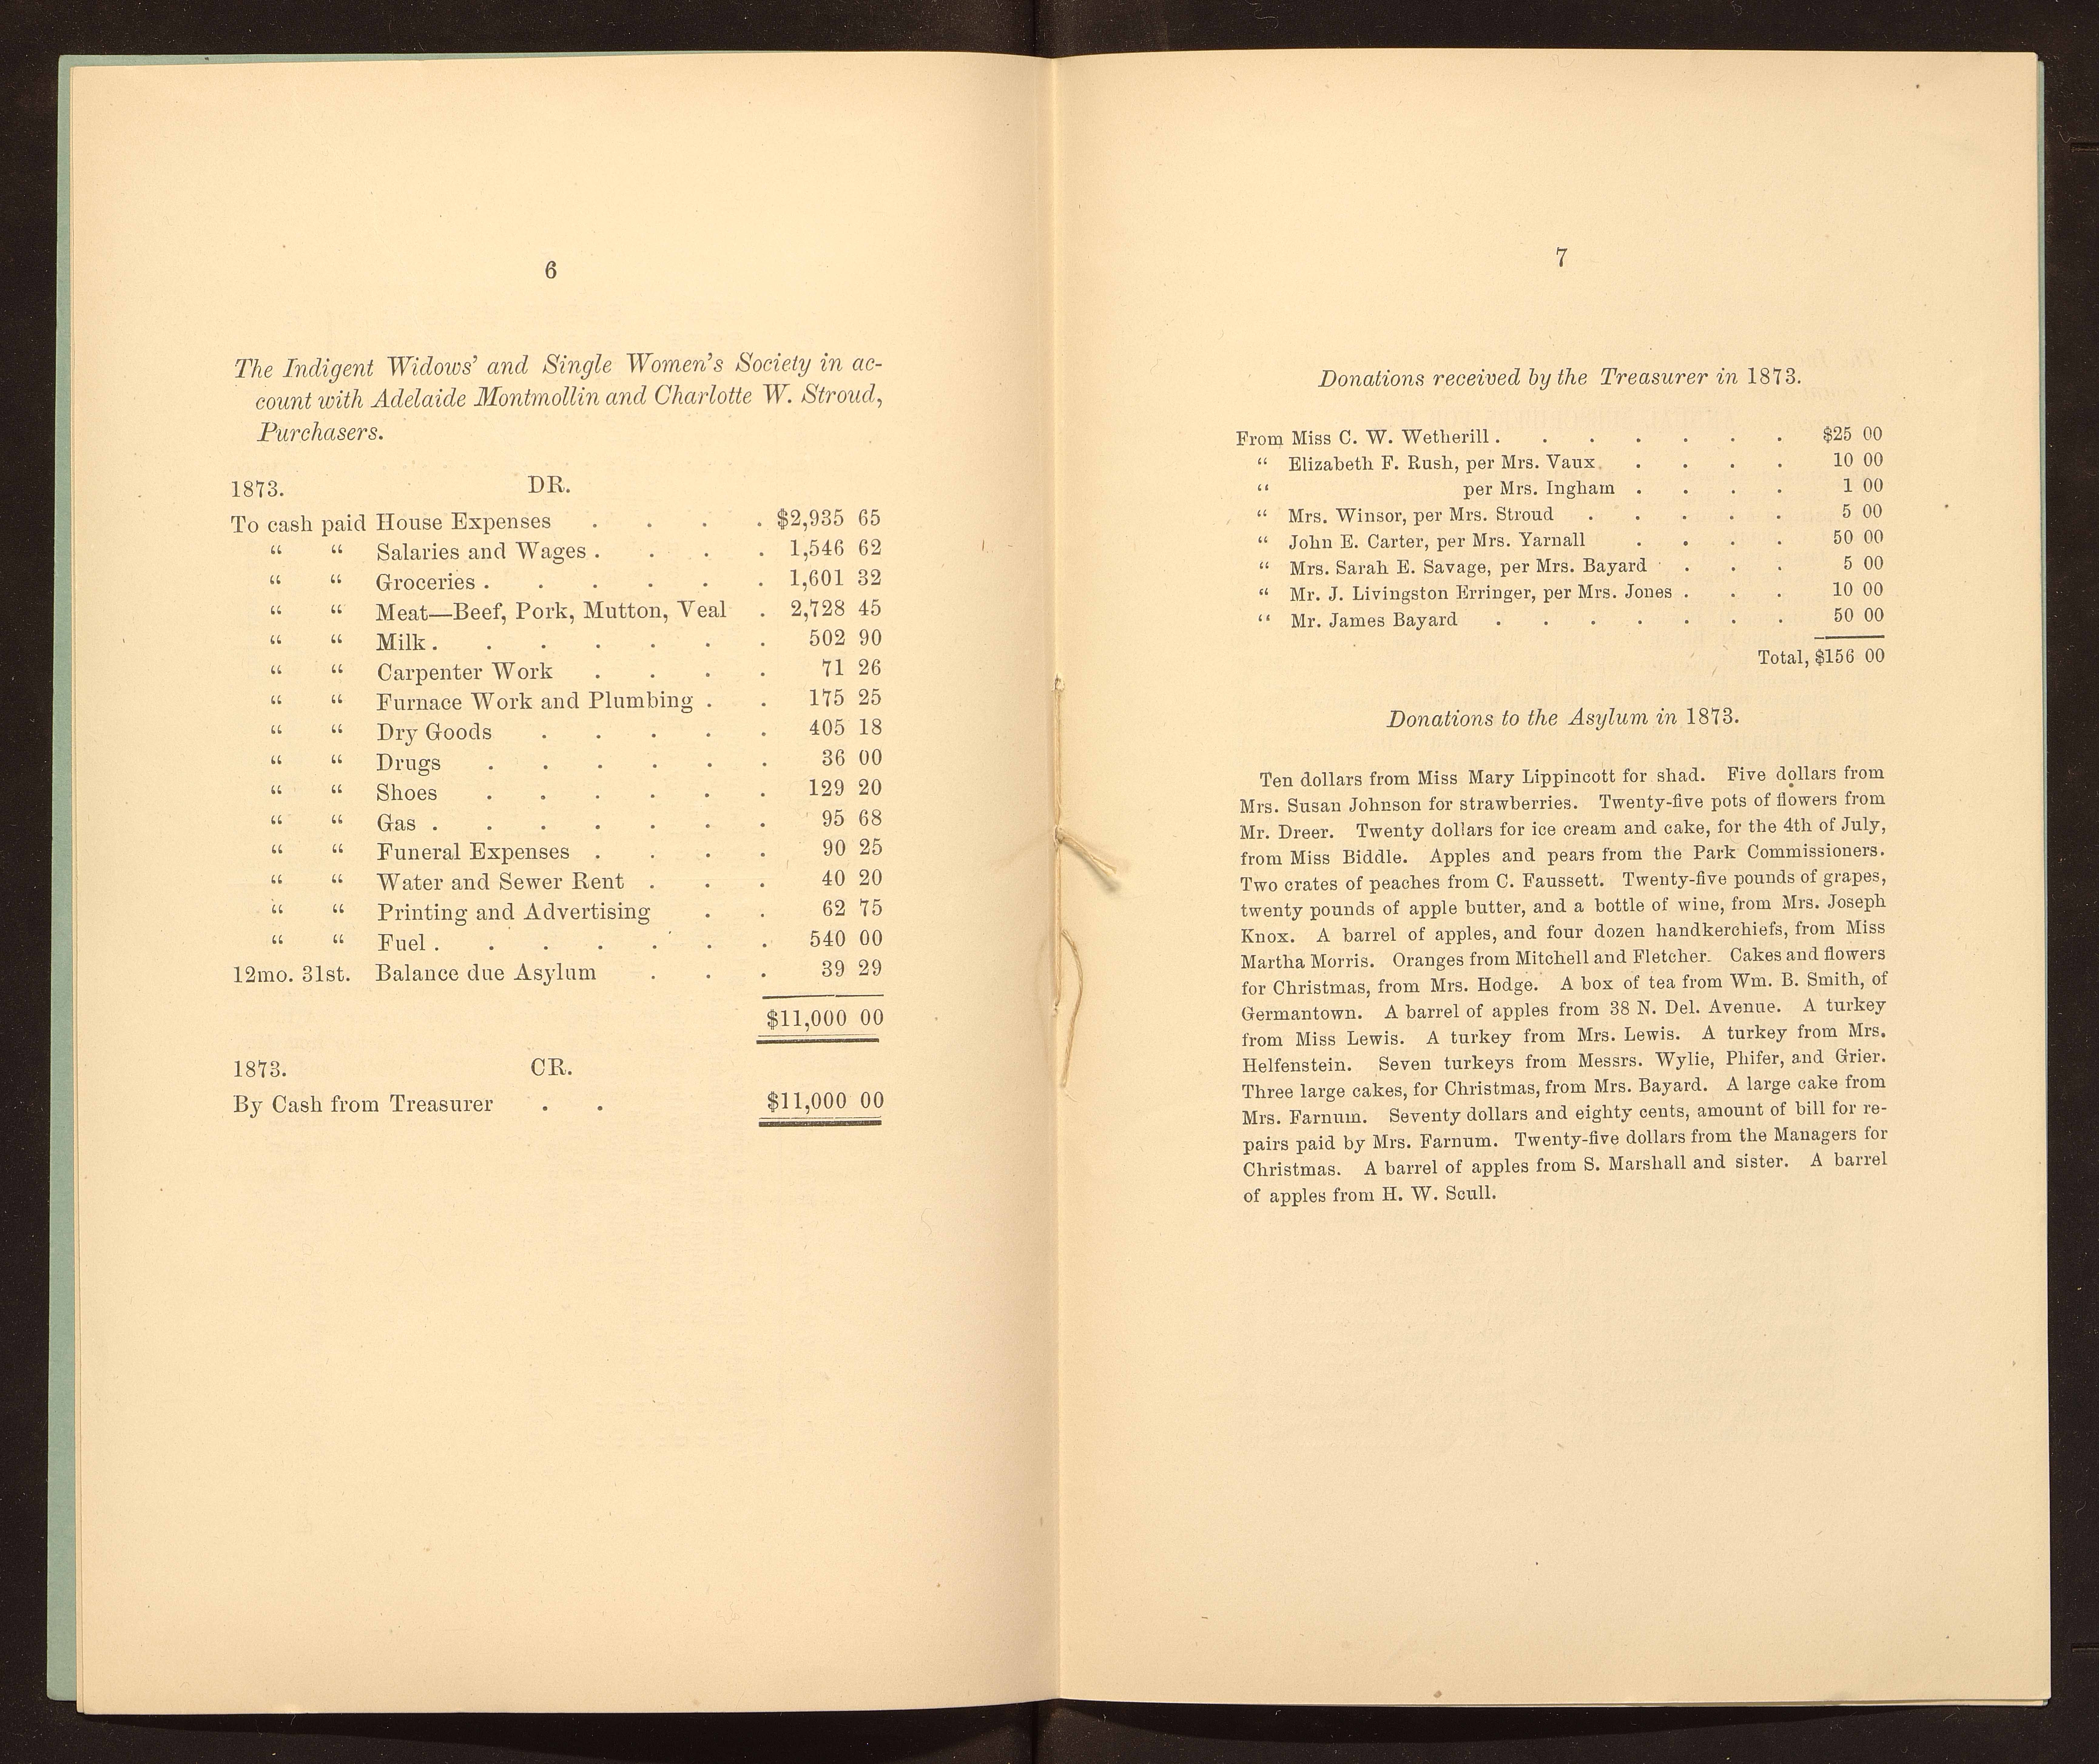 6
The Indigent Widows' and Single Women's Society in ac-
count with Adelaide Montmollin and Charlotte W. Stroud,
Purchasers.
1873. DR.
To cash paid House Expenses . . . . $2,935 65
“ “ Salaries and Wages . . . . 1,546 62
“ “ Groceries . . . . . . 1,601 32
“ “ Meat—Beef, Pork, Mutton, Veal . 2,728 45
“ “ Milk . . . . . . . 502 90
“ “ Carpenter Work . . . . 71 26
“ “ Furnace Work and Plumbing . . 175 25
“ “ Dry Goods . . . . . 405 18
“ “ Drugs . . . . . . 36 00
“ “ Shoes . . . . . . 129 20
“ “ Gas . . . . . . . 95 68
“ “ Funeral Expenses . . . . 90 25
“ “ Water and Sewer Rent . . . 40 20
“ “ Printing and Advertising . . 62 75
“ “ Fuel . . . . . . . 540 00
12mo. 31st. Balance due Asylum . . . 39 29
$11,000 00
1873. CR.
By Cash from Treasurer . . $11,000 00
7
Donations received by the Treasurer in 1873.
From Miss C. W. Wetherill . . . . . . . $25 00
“ Elizabeth F. Rush, per Mrs. Vaux . . . . 10 00
“ per Mrs. Ingham . . . . 1 00
“ Mrs. Winsor, per Mrs. Stroud . . . . . 5 00
“ John E. Carter, per Mrs. Yarnall . . . . 50 00
“ Mrs. Sarah E. Savage, per Mrs. Bayard . . . 5 00
“ Mr. J. Livingston Erringer, per Mrs. Jones . . . 10 00
“ Mr. James Bayard . . . . . . . 50 00
Total, $156 00
Donations to the Asylum in 1873.
Ten dollars from Miss Mary Lippincott for shad. Five dollars from
Mrs. Susan Johnson for strawberries. Twenty-five pots of flowers from
Mr. Dreer. Twenty dollars for ice cream and cake, for the 4th of July,
from Miss Biddle. Apples and pears from the Park Commissioners.
Two crates of peaches from C. Faussett. Twenty-five pounds of grapes,
twenty pounds of apple butter, and a bottle of wine, from Mrs. Joseph
Knox. A barrel of apples, and four dozen handkerchiefs, from Miss
Martha Morris. Oranges from Mitchell and Fletcher. Cakes and flowers
for Christmas, from Mrs. Hodge. A box of tea from Wm. B. Smith, of
Germantown. A barrel of apples from 38 N. Del. Avenue. A turkey
from Miss Lewis. A turkey from Mrs. Lewis. A turkey from Mrs.
Helfenstein. Seven turkeys from Messrs. Wylie, Phifer, and Grier.
Three large cakes, for Christmas, from Mrs. Bayard. A large cake from
Mrs. Farnum. Seventy dollars and eighty cents, amount of bill for re-
pairs paid by Mrs. Farnum. Twenty-five dollars from the Managers for
Christmas. A barrel of apples from S. Marshall and sister. A barrel
of apples from H. W. Scull.